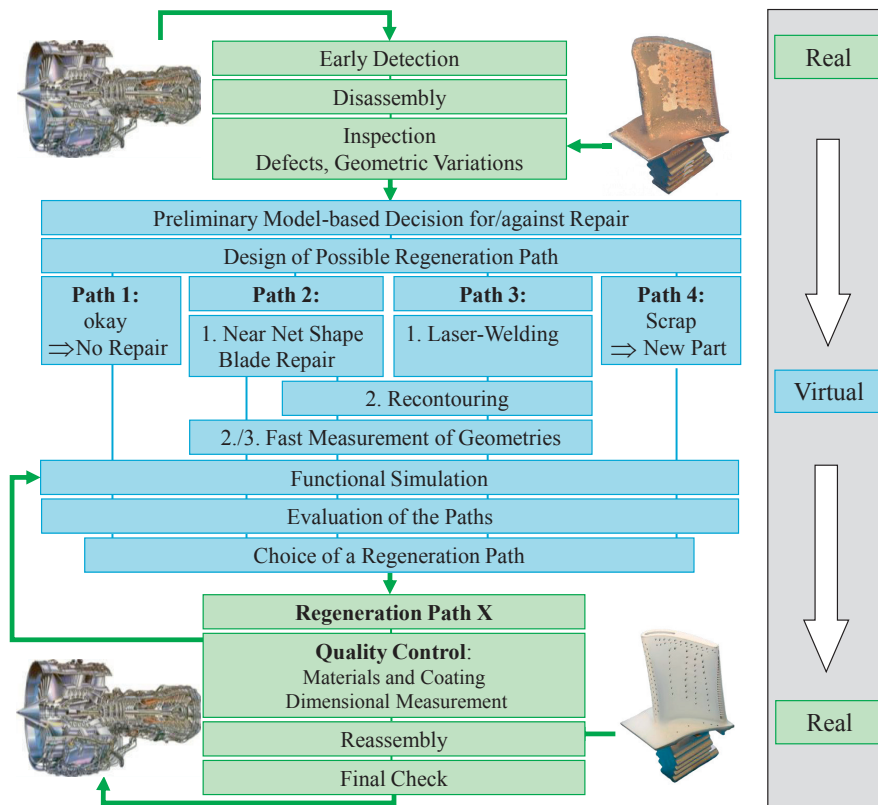 Early Detection
Disassembly
Inspection
Defects, Geometric Variations
Preliminary Model-based Decision for/against Repair
Design of Possible Regeneration Path
Path 1:
okay
⇒No Repair
Path 2:
1. Near Net Shape
Blade Repair
Path 3:
1. Laser-Welding
Path 4:
Scrap
⇒ New Part
2. Recontouring
2./3. Fast Measurement of Geometries
Functional Simulation
Evaluation of the Paths
Choice of a Regeneration Path
Regeneration Path X
Quality Control:
Materials and Coating
Dimensional Measurement
Reassembly
Final Check
Real
Virtual
Real